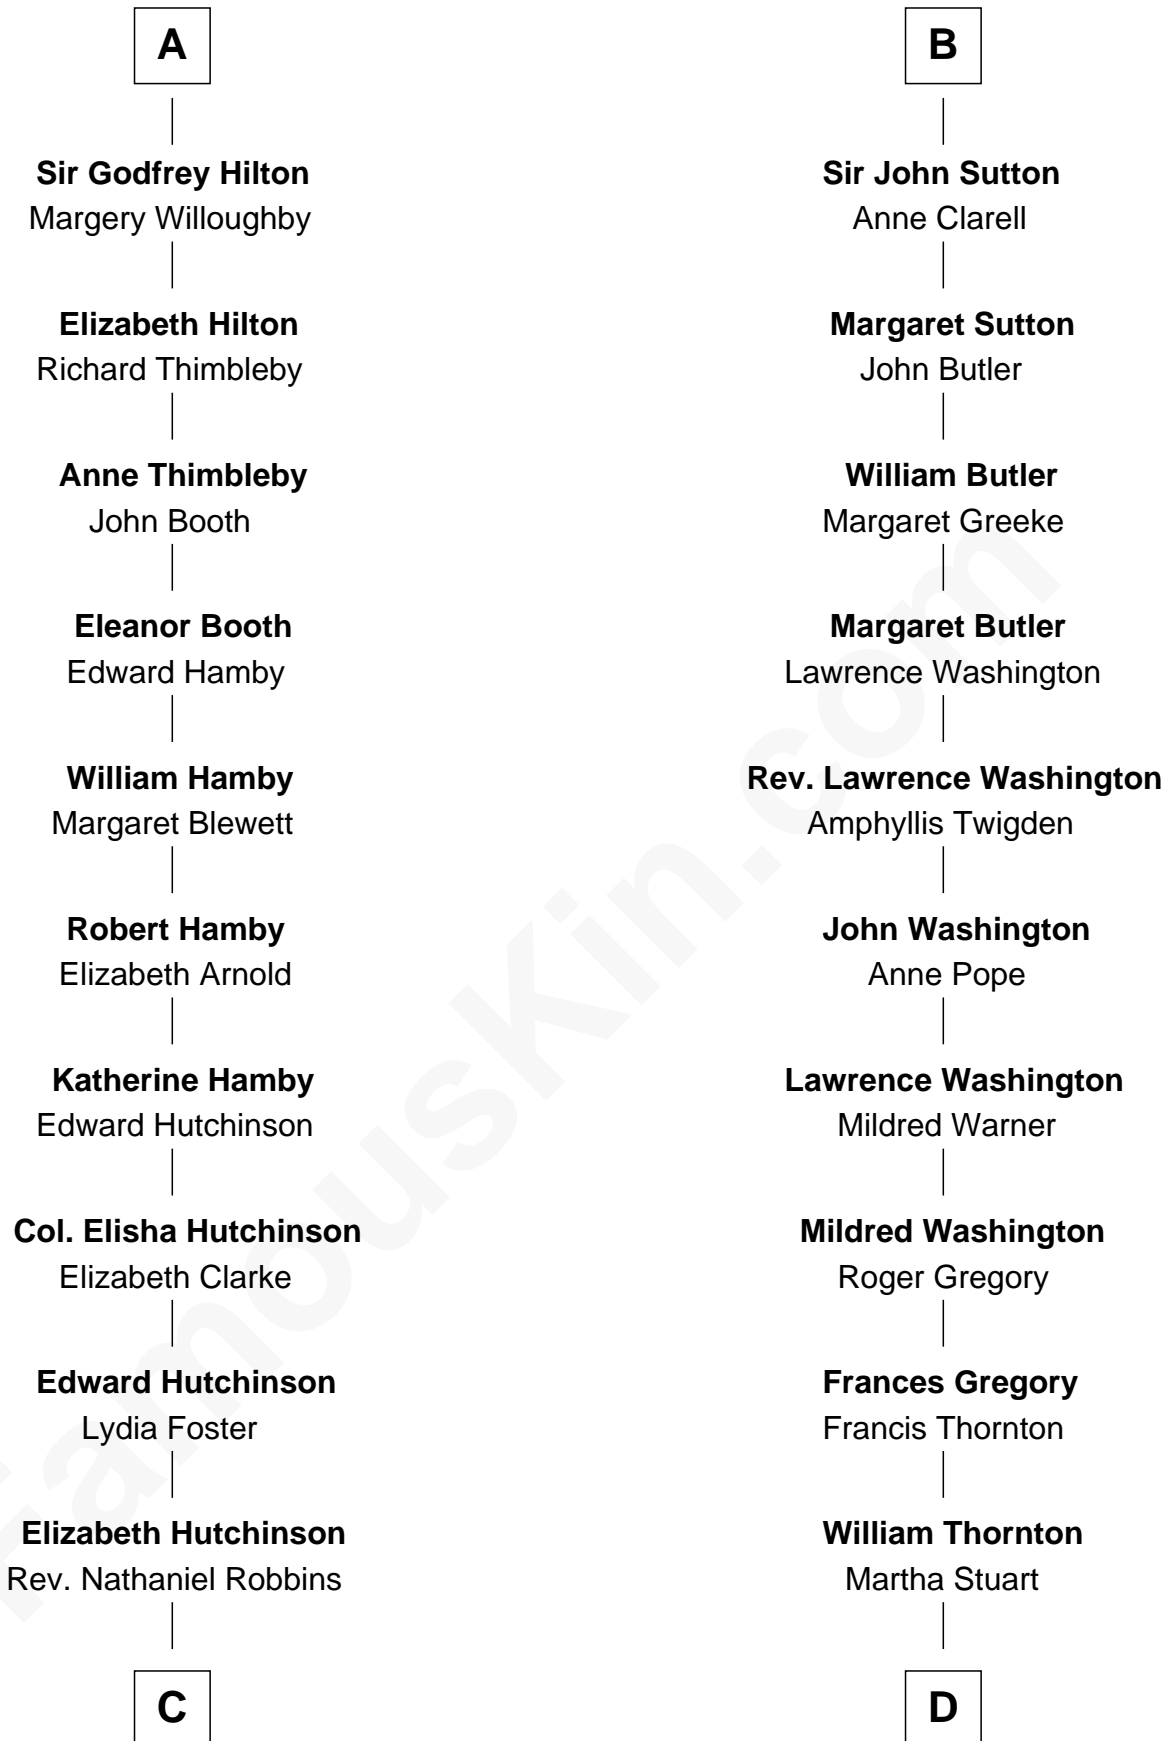 A
Sir Godfrey Hilton
Margery Willoughby
Elizabeth Hilton
Richard Thimbleby
Anne Thimbleby
John Booth
Eleanor Booth
Edward Hamby
William Hamby
Margaret Blewett
Robert Hamby
Elizabeth Arnold
Katherine Hamby
Edward Hutchinson
Col. Elisha Hutchinson
Elizabeth Clarke
Edward Hutchinson
Lydia Foster
Elizabeth Hutchinson
Rev. Nathaniel Robbins
C
B
Sir John Sutton
Anne Clarell
Margaret Sutton
John Butler
William Butler
Margaret Greeke
Margaret Butler
Lawrence Washington
Rev. Lawrence Washington
Amphyllis Twigden
John Washington
Anne Pope
Lawrence Washington
Mildred Warner
Mildred Washington
Roger Gregory
Frances Gregory
Francis Thornton
William Thornton
Martha Stuart
D
FamousKin.com